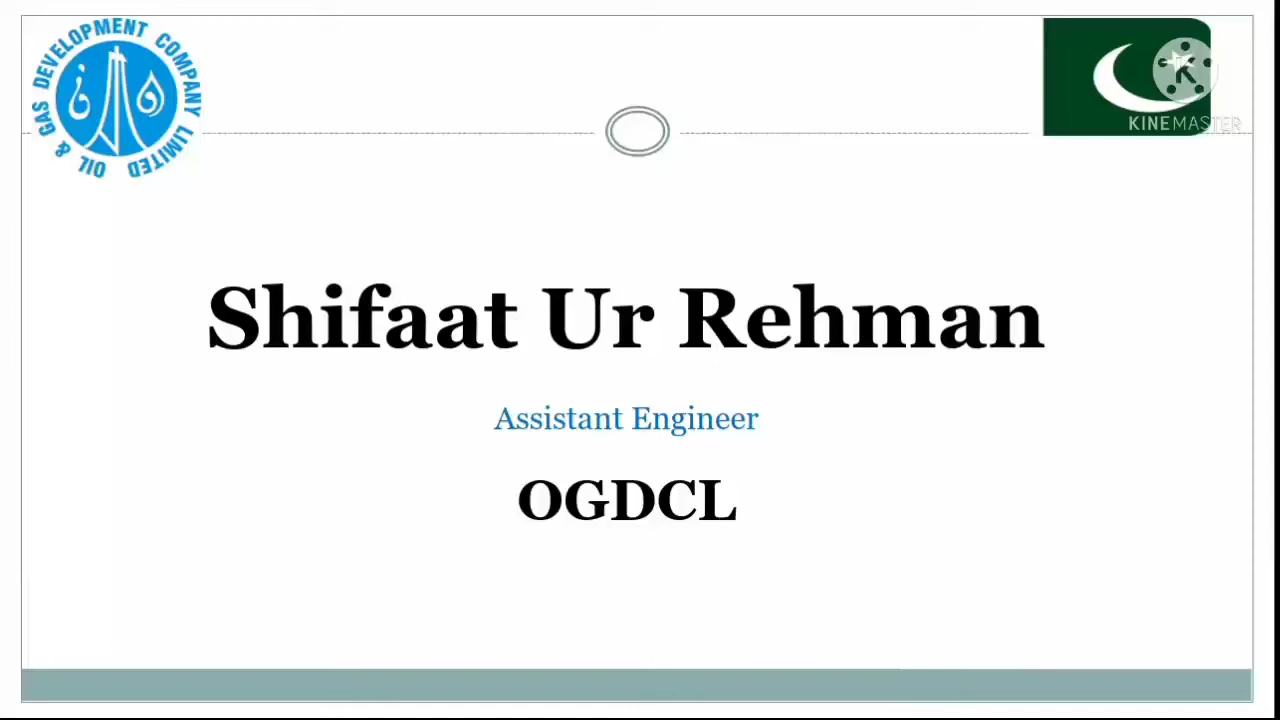 OIL & GAS DEVELOPMENT COMPANY LIMITED
KINEMASTER
Shifaat Ur Rehman
Assistant Engineer
OGDCL